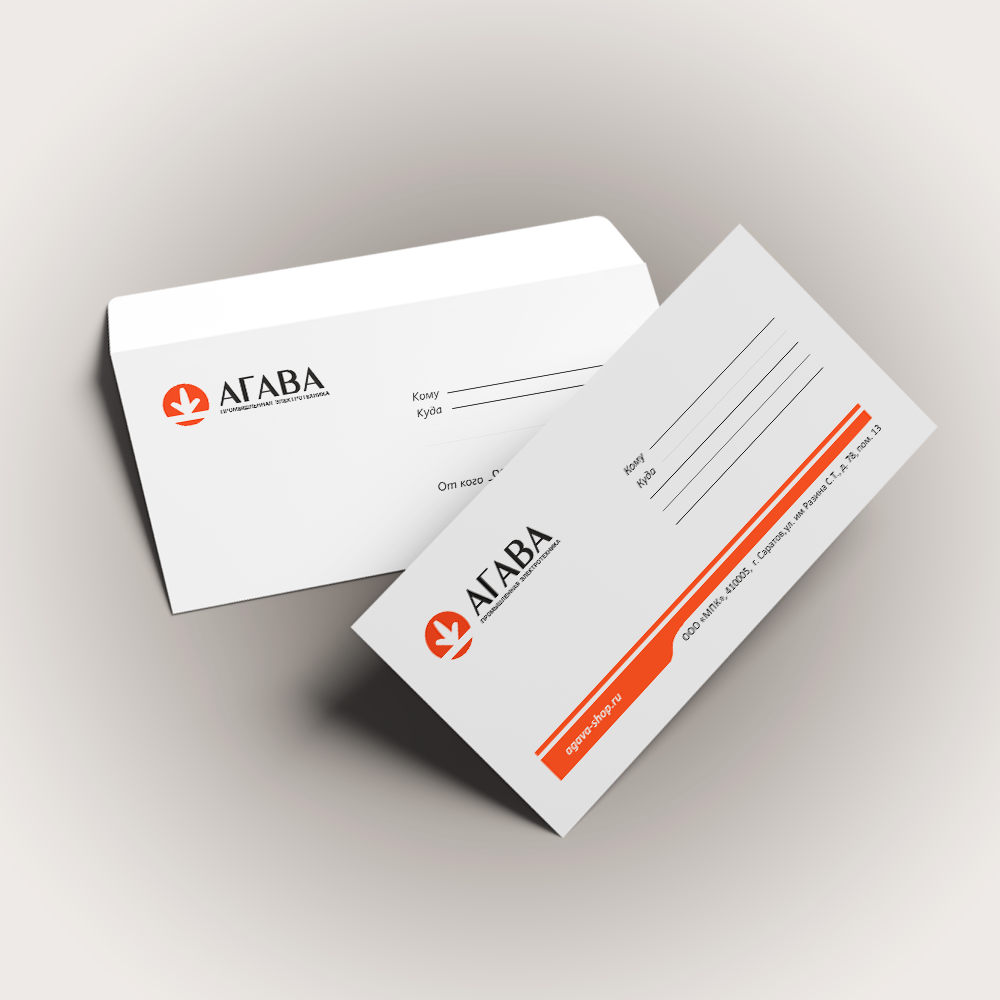 АГАВА
ПРОМЫШЛЕННАЯ ЭЛЕКТРОТЕХНИКА
Кому
Куда
От кого
АГАВА
ПРОМЫШЛЕННАЯ ЭЛЕКТРОТЕХНИКА
Кому
Куда
agava-shop.ru
ООО «МПК», 410005, г. Саратов,ул. им Разина С.Т., д. 78, пом. 13